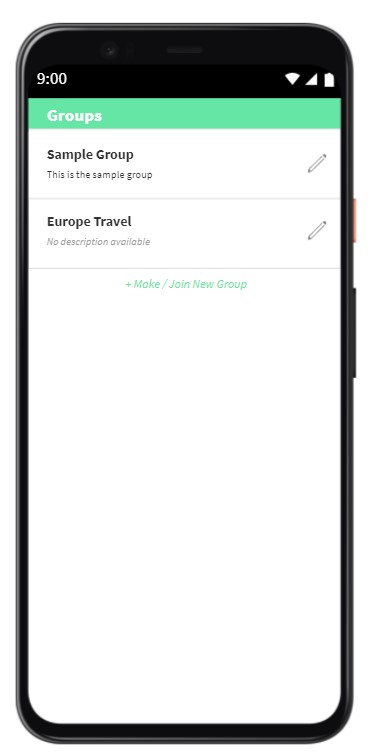 9:00
Groups
Sample Group
This is the sample group
Europe Travel
No description available
+ Make / Join New Group